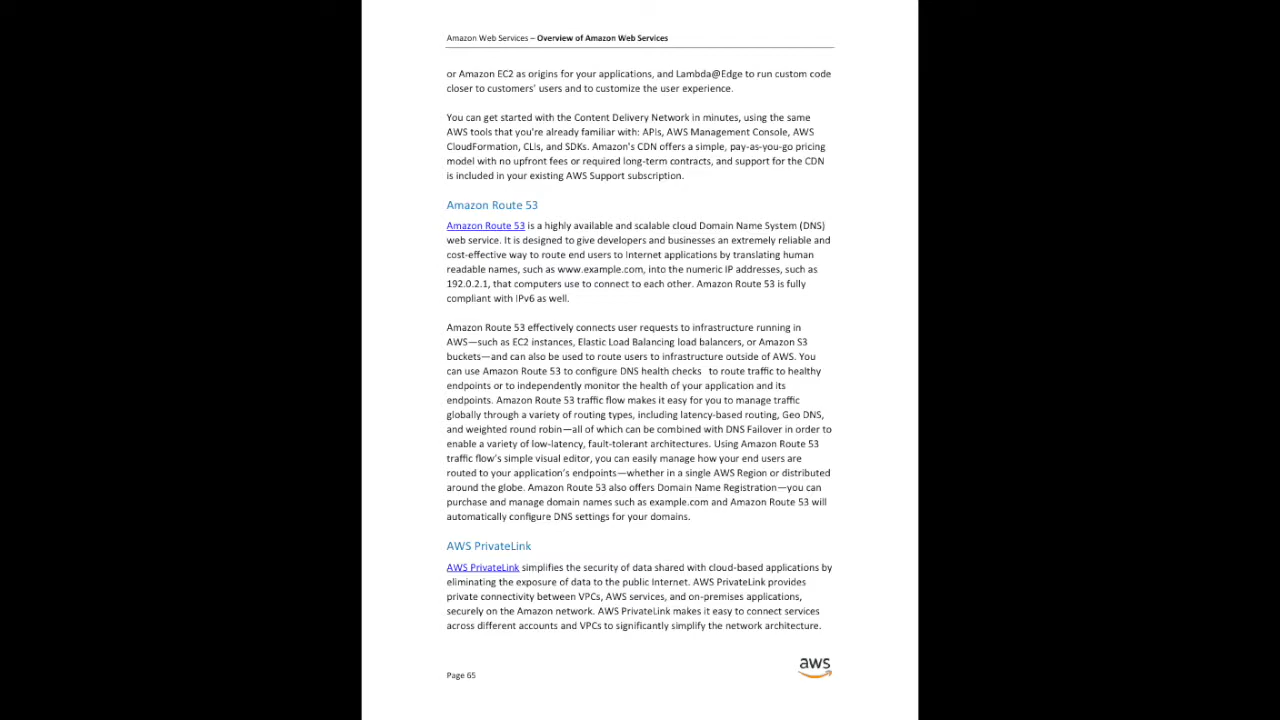 Amazon Web Services – Overview of Amazon Web Services
or Amazon EC2 as origins for your applications, and Lambda@Edge to run custom code
closer to customers' users and to customize the user experience.
You can get started with the Content Delivery Network in minutes, using the same
AWS tools that you're already familiar with: APIs, AWS Management Console, AWS
CloudFormation, CLIs, and SDKs. Amazon's CDN offers a simple, pay-as-you-go pricing
model with no upfront fees or required long-term contracts, and support for the CDN
is included in your existing AWS Support subscription.
Amazon Route 53
Amazon Route 53 is a highly available and scalable cloud Domain Name System (DNS)
web service. It is designed to give developers and businesses an extremely reliable and
cost-effective way to route end users to Internet applications by translating human
readable names, such as www.example.com, into the numeric IP addresses, such as
192.0.2.1, that computers use to connect to each other. Amazon Route 53 is fully
compliant with IPv6 as well.
Amazon Route 53 effectively connects user requests to infrastructure running in
AWS—such as EC2 instances, Elastic Load Balancing load balancers, or Amazon S3
buckets—and can also be used to route users to infrastructure outside of AWS. You
can use Amazon Route 53 to configure DNS health checks to route traffic to healthy
endpoints or to independently monitor the health of your application and its
endpoints. Amazon Route 53 traffic flow makes it easy for you to manage traffic
globally through a variety of routing types, including latency-based routing, Geo DNS,
and weighted round robin—all of which can be combined with DNS Failover in order to
enable a variety of low-latency, fault-tolerant architectures. Using Amazon Route 53
traffic flow's simple visual editor, you can easily manage how your end users are
routed to your application's endpoints—whether in a single AWS Region or distributed
around the globe. Amazon Route 53 also offers Domain Name Registration—you can
purchase and manage domain names such as example.com and Amazon Route 53 will
automatically configure DNS settings for your domains.
AWS PrivateLink
AWS PrivateLink simplifies the security of data shared with cloud-based applications by
eliminating the exposure of data to the public Internet. AWS PrivateLink provides
private connectivity between VPCs, AWS services, and on-premises applications,
securely on the Amazon network. AWS PrivateLink makes it easy to connect services
across different accounts and VPCs to significantly simplify the network architecture.
aws
Page 65